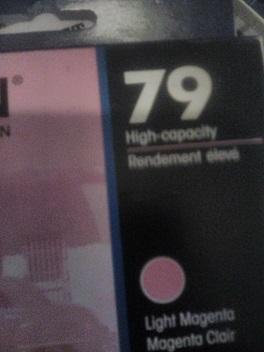 N®
N
79
High-capacity
Rendement élevé
Light Magenta
Magenta Clair